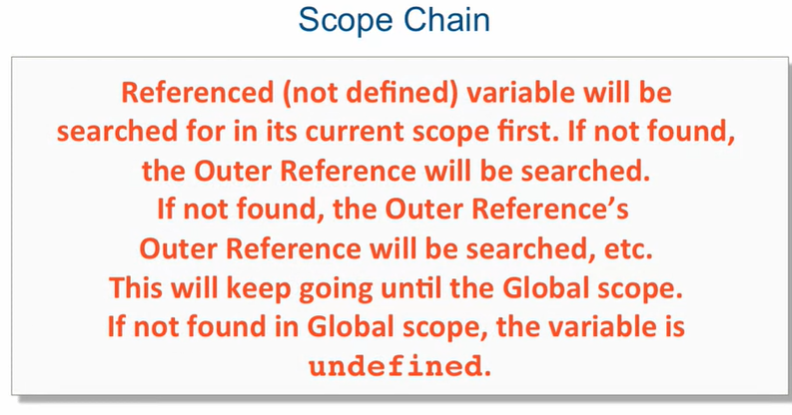 Scope Chain
Referenced (not defined) variable will be
searched for in its current scope first. If not found,
the Outer Reference will be searched.
If not found, the Outer Reference’s
Outer Reference will be searched, etc.
This will keep going until the Global scope.
If not found in Global scope, the variable is
undefined.